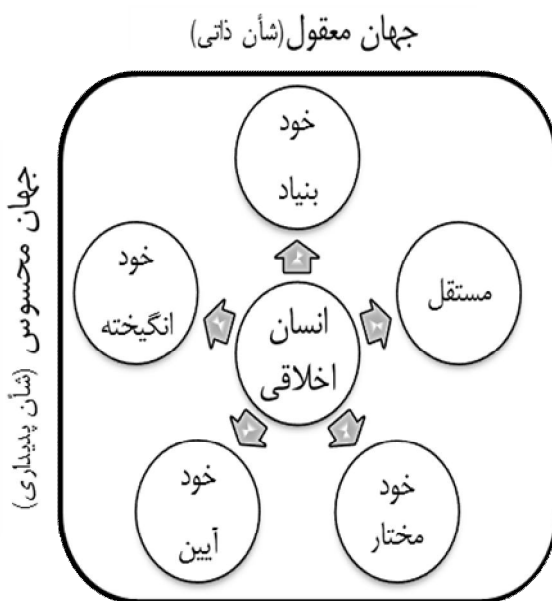 جهان معقول(شأن ذاتی)
جهان محسوس (شأن پدیداری)
خود
بنیاد
مستقل
خود
انگیخته
انسان
اخلاقی
خود
مختار
خود
آیین